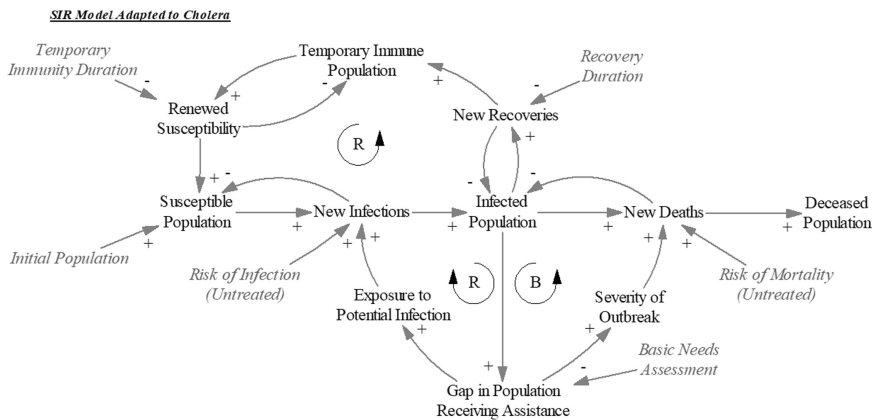 SIR Model Adapted to Cholera
Temporary
Immunity Duration
Temporary Immune
Population
Recovery
Duration
-
-
-
+
+
Renewed
Susceptibility
New Recoveries
R
+
-
+
-
-
Susceptible
Population
New Infections
Infected
Population
New Deaths
Deceased
Population
+
+
+
+
+
+
+
+
+
+
Initial Population
Risk of Infection
(Untreated)
Exposure to
Potential Infection
R
B
Severity of
Outbreak
Risk of Mortality
(Untreated)
+
+
+
-
Basic Needs
Assessment
Gap in Population
Receiving Assistance